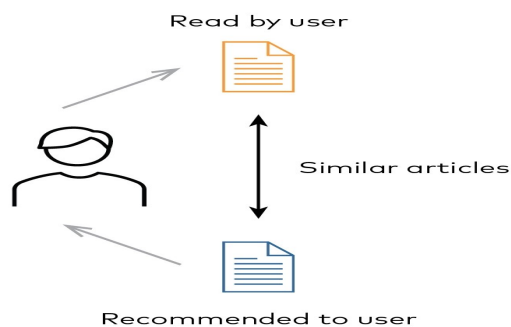 Read by user
Similar articles
Recommended to user